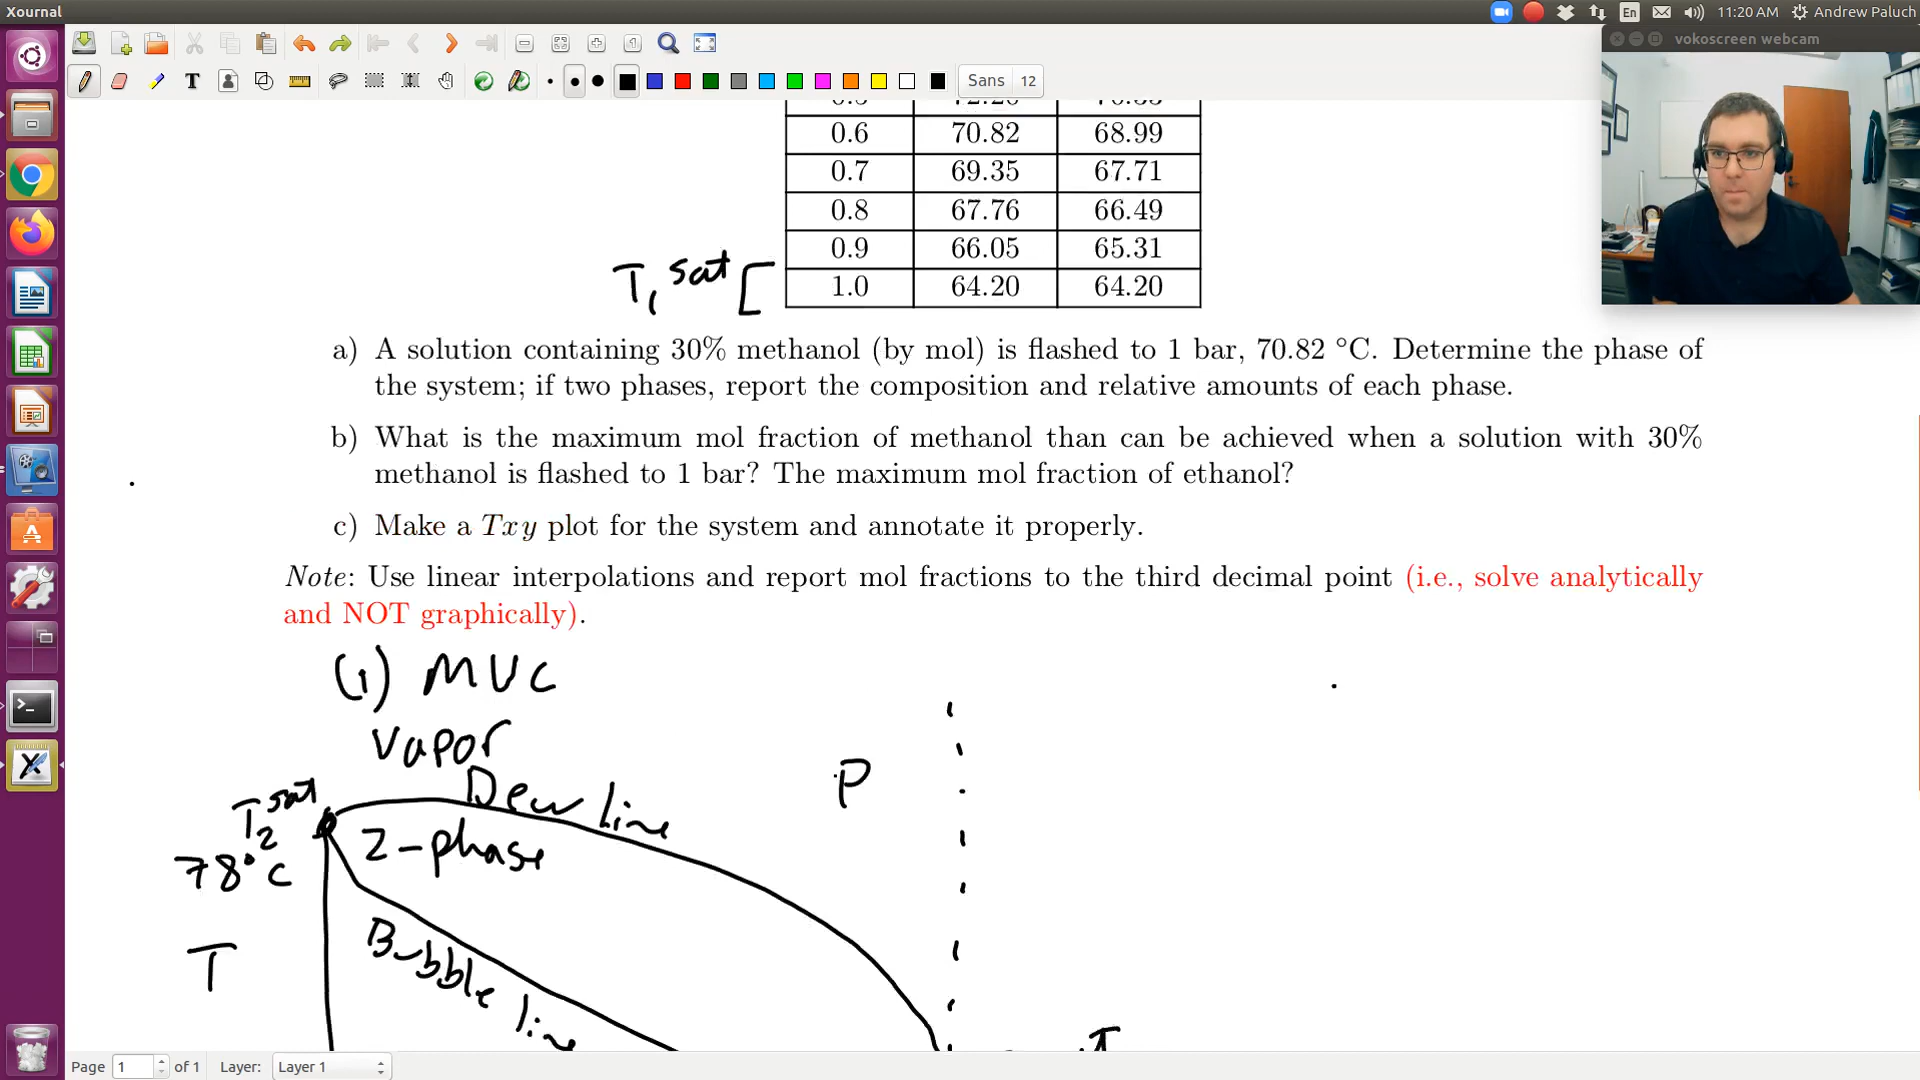 Xournal
En
11:20 AM
Andrew Paluch
vokoscreen webcam
Sans 12
0.6 70.82 68.99
0.7 69.35 67.71
0.8 67.76 66.49
0.9 66.05 65.31
1.0 64.20 64.20
T₁ sat [
a) A solution containing 30% methanol (by mol) is flashed to 1 bar, 70.82 °C. Determine the phase of
the system; if two phases, report the composition and relative amounts of each phase.
b) What is the maximum mol fraction of methanol than can be achieved when a solution with 30%
methanol is flashed to 1 bar? The maximum mol fraction of ethanol?
c) Make a Txy plot for the system and annotate it properly.
Note: Use linear interpolations and report mol fractions to the third decimal point (i.e., solve analytically
and NOT graphically).
(1) MVC
Vapor
P
Dew line
T₂ sat
2-phase
78°C
Bubble line
T
Page 1 of 1 Layer: Layer 1